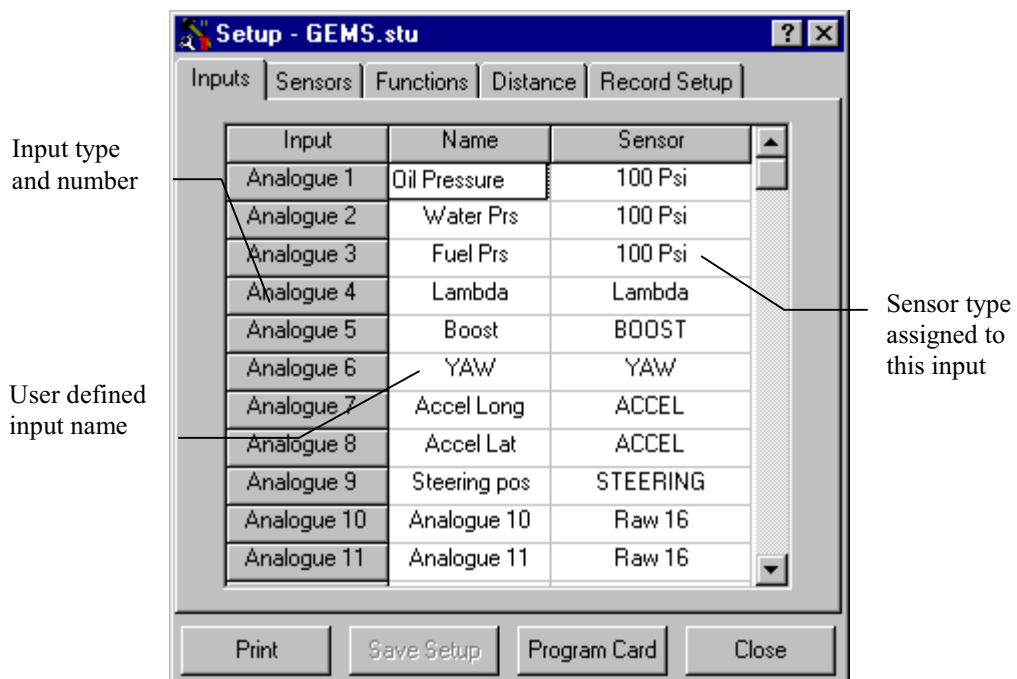 Setup - GEMS.stu
Inputs Sensors Functions Distance Record Setup
Input Name Sensor
Analogue 1 Oil Pressure 100 Psi
Analogue 2 Water Prs 100 Psi
Analogue 3 Fuel Prs 100 Psi
Analogue 4 Lambda Lambda
Analogue 5 Boost BOOST
Analogue 6 YAW YAW
Analogue 7 Accel Long ACCEL
Analogue 8 Accel Lat ACCEL
Analogue 9 Steering pos STEERING
Analogue 10 Analogue 10 Raw 16
Analogue 11 Analogue 11 Raw 16
Print Save Setup Program Card Close
Input type
and number
User defined
input name
Sensor type
assigned to
this input